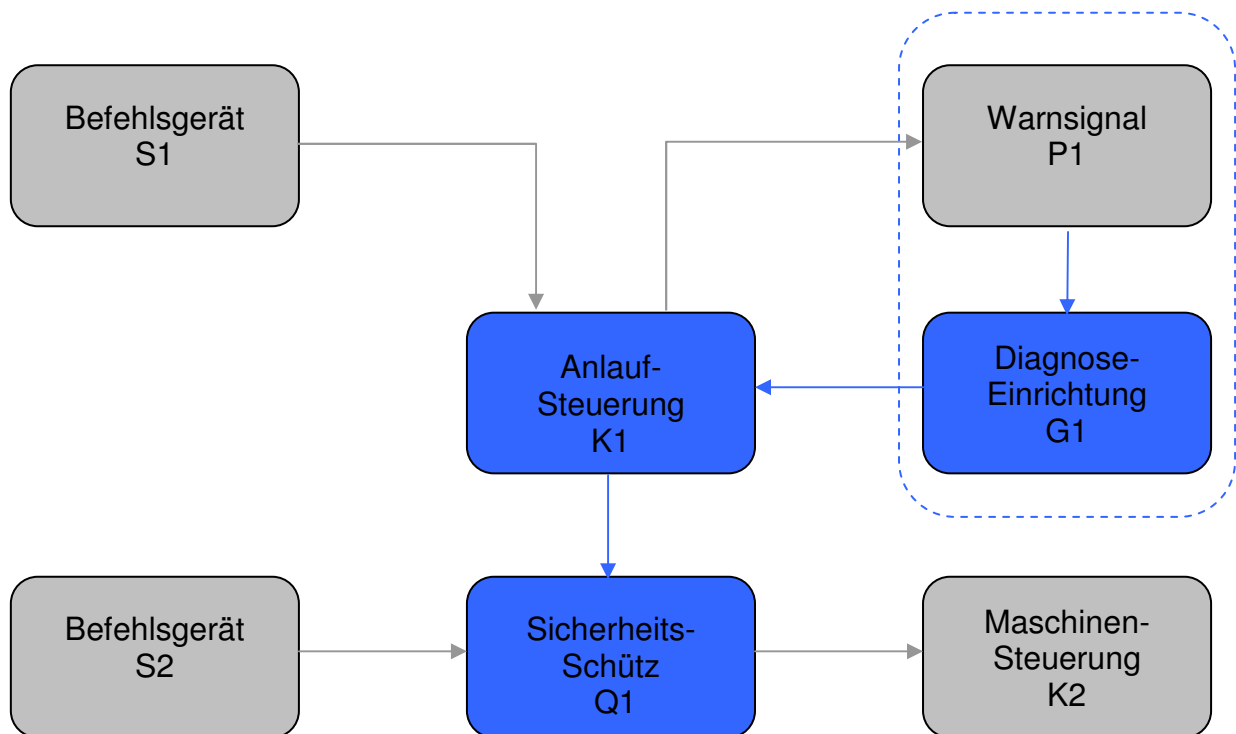 Befehlsgerät
S1
Warnsignal
P1
Anlauf-
Steuerung
K1
Diagnose-
Einrichtung
G1
Befehlsgerät
S2
Sicherheits-
Schütz
Q1
Maschinen-
Steuerung
K2